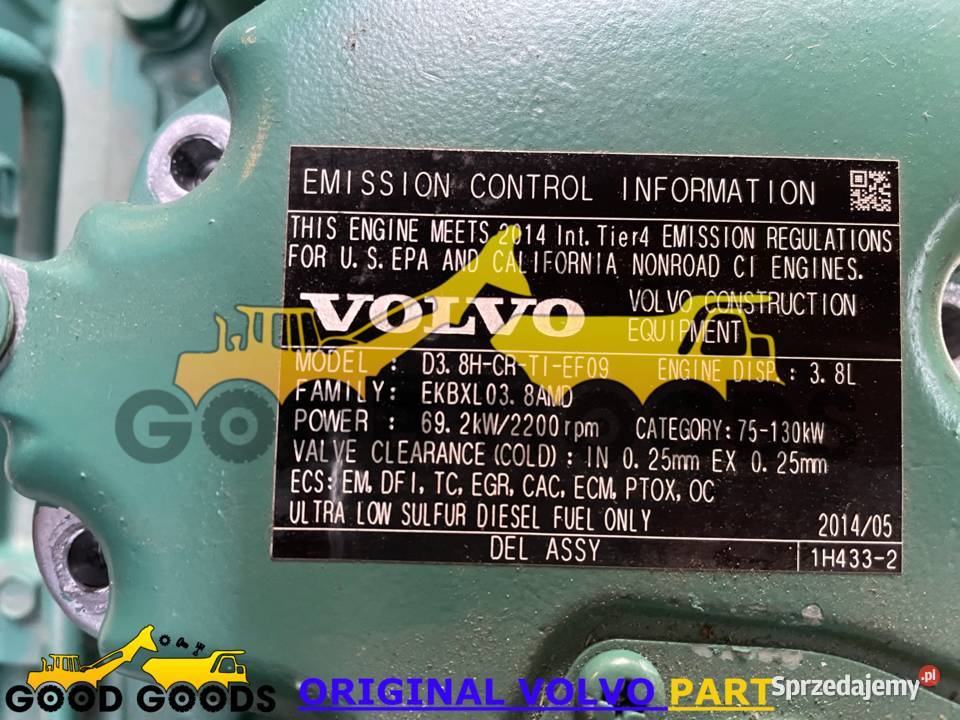 EMISSION CONTROL INFORMATION
THIS ENGINE MEETS 2014 Int. Tier4 EMISSION REGULATIONS
FOR U.S. EPA AND CALIFORNIA NONROAD CI ENGINES.
VOLVO
VOLVO CONSTRUCTION
EQUIPMENT
MODEL : D3.8H-CR-TI-EF09 ENGINE DISP.: 3.8L
FAMILY: EKBXL03.8AMD
GOOD GOODS
POWER : 69.2kW/2200rpm CATEGORY:75-130kW
VALVE CLEARANCE(COLD): IN 0.25mm EX 0.25mm
ECS: EM, DFI, TC, EGR, CAC, ECM, PTOX, OC
ULTRA LOW SULFUR DIESEL FUEL ONLY 2014/05
DEL ASSY 1H433-2
GOOD GOODS
ORIGINAL VOLVO PART
Sprzedajemy.pl